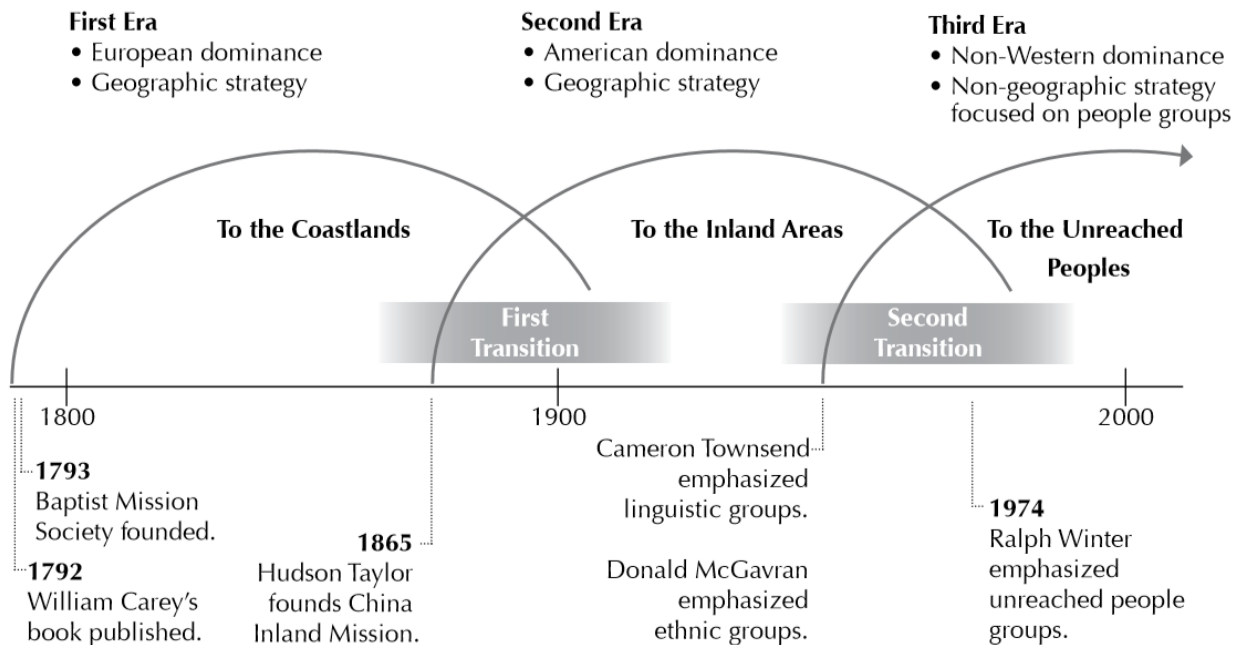 First Era
• European dominance
• Geographic strategy
Second Era
• American dominance
• Geographic strategy
Third Era
• Non-Western dominance
• Non-geographic strategy
focused on people groups
To the Coastlands
To the Inland Areas
To the Unreached
Peoples
First
Transition
Second
Transition
1800
1900
2000
1793
Baptist Mission
Society founded.
1792
William Carey's
book published.
1865
Hudson Taylor
founds China
Inland Mission.
Cameron Townsend
emphasized
linguistic groups.
Donald McGavran
emphasized
ethnic groups.
1974
Ralph Winter
emphasized
unreached people
groups.